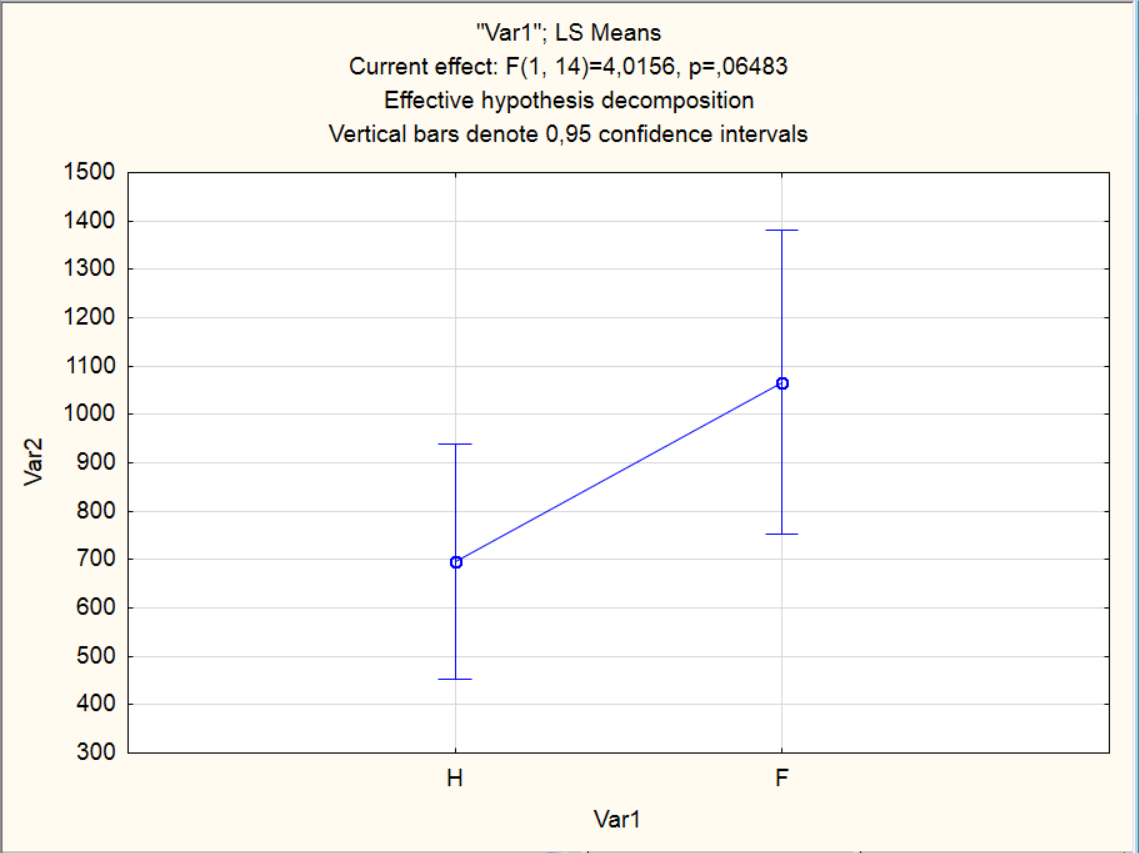 "Var1"; LS Means
Current effect: F(1, 14)=4,0156, p=,06483
Effective hypothesis decomposition
Vertical bars denote 0,95 confidence intervals
1500
1400
1300
1200
1100
1000
900
800
700
600
500
400
300
Var2
H F
Var1